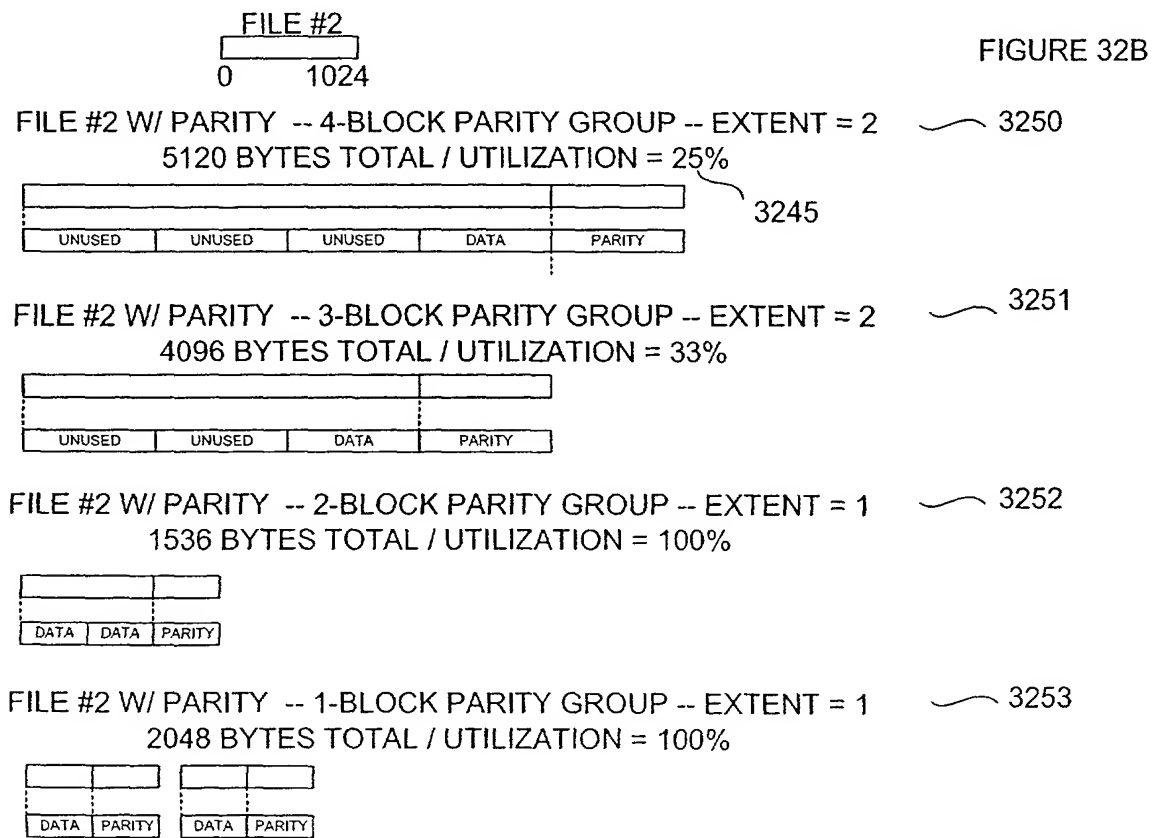 FILE #2
FIGURE 32B
0 1024
FILE #2 W/ PARITY -- 4-BLOCK PARITY GROUP -- EXTENT = 2 3250
5120 BYTES TOTAL / UTILIZATION = 25%
3245
UNUSED UNUSED UNUSED DATA PARITY
FILE #2 W/ PARITY -- 3-BLOCK PARITY GROUP -- EXTENT = 2 3251
4096 BYTES TOTAL / UTILIZATION = 33%
UNUSED UNUSED DATA PARITY
FILE #2 W/ PARITY -- 2-BLOCK PARITY GROUP -- EXTENT = 1 3252
1536 BYTES TOTAL / UTILIZATION = 100%
DATA DATA PARITY
FILE #2 W/ PARITY -- 1-BLOCK PARITY GROUP -- EXTENT = 1 3253
2048 BYTES TOTAL / UTILIZATION = 100%
DATA PARITY DATA PARITY